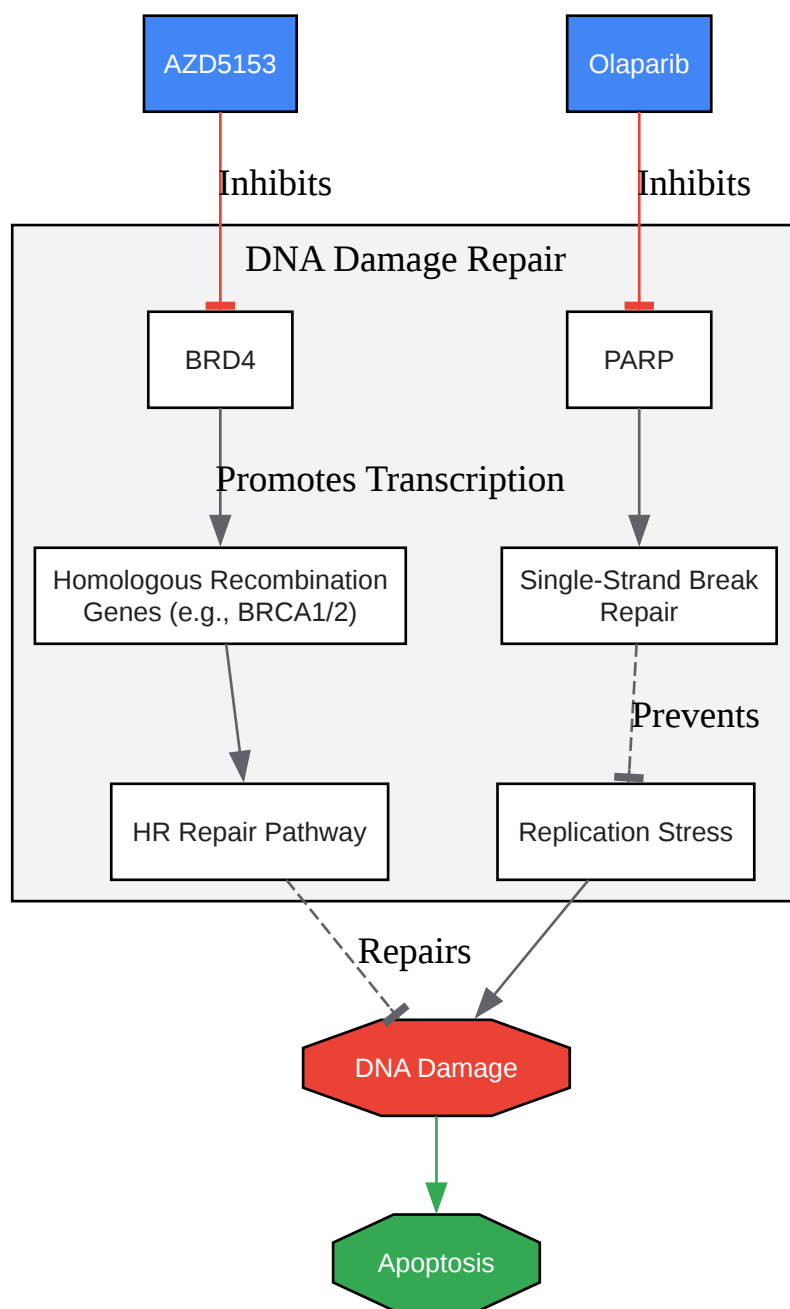 AZD5153
Olaparib
Inhibits
Inhibits
DNA Damage Repair
BRD4
PARP
Promotes Transcription
Homologous Recombination
Genes (e.g., BRCA1/2)
Single-Strand Break
Repair
Prevents
HR Repair Pathway
Replication Stress
Repairs
DNA Damage
Apoptosis